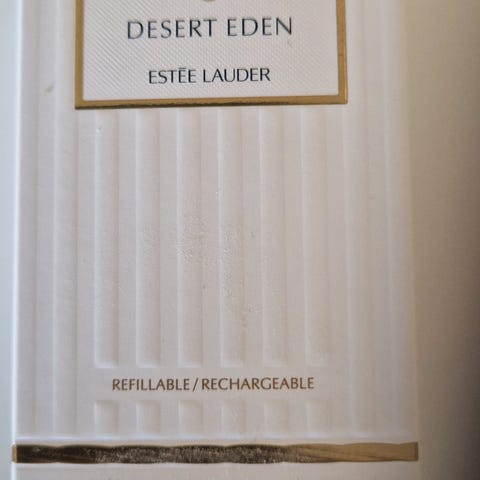 DESERT EDEN
ESTĒE LAUDER
REFILLABLE/RECHARGEABLE